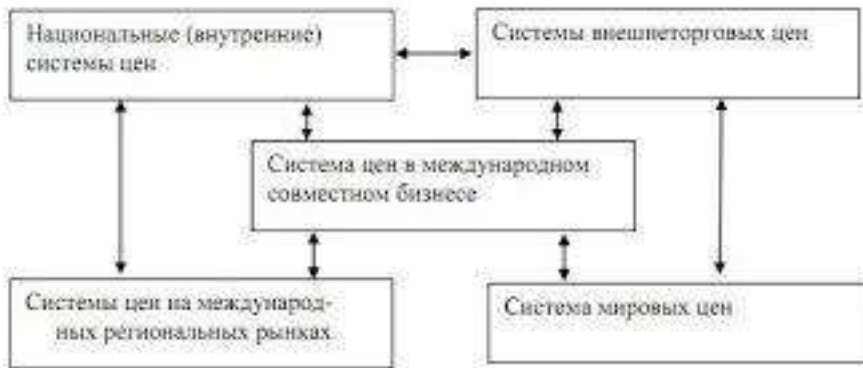 Национальные (внутренние)
системы цен
Системы внешнеторговых цен
Система цен в международном
совместном бизнесе
Системы цен на международ-
ных региональных рынках
Система мировых цен